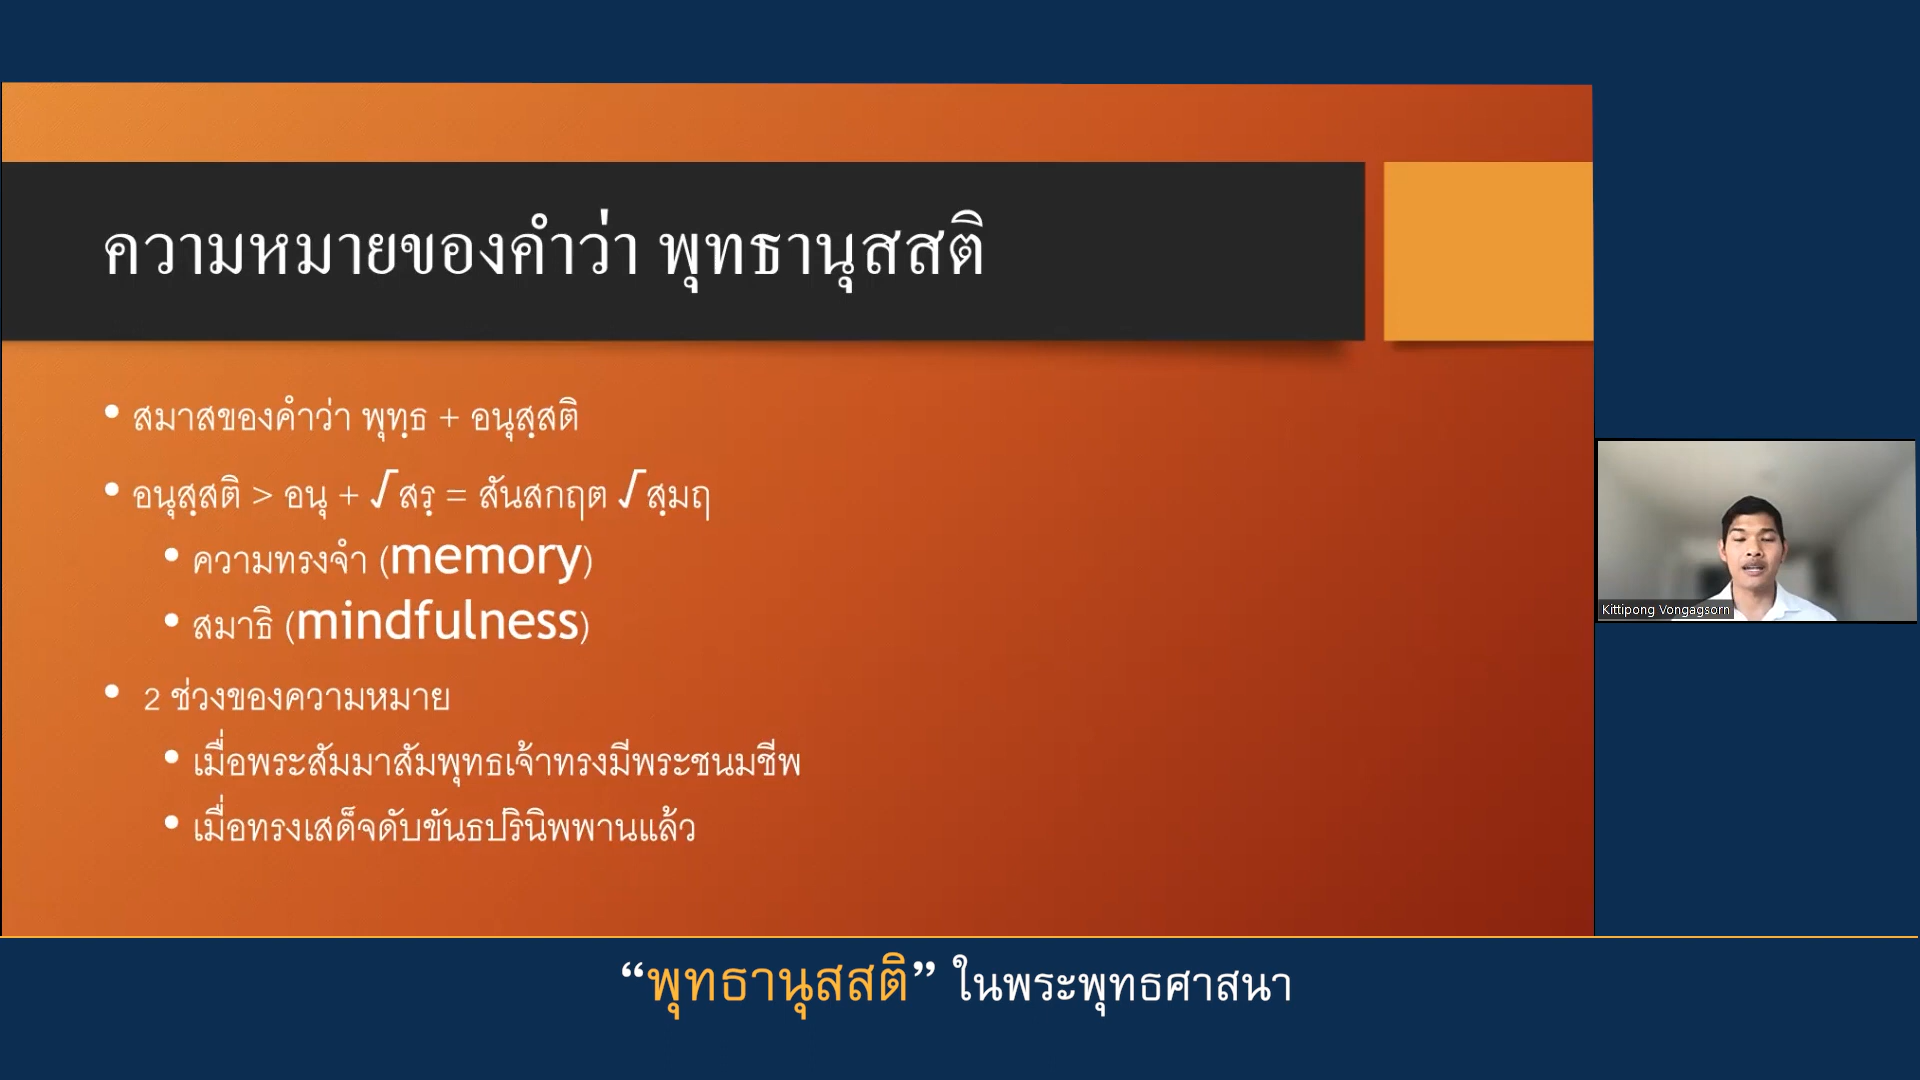 ความหมายของคำว่า พุทธานุสสติ
• สมาสของคำว่า พุทฺธ + อนุสฺสติ
• อนุสฺสติ > อนุ + √สรฺ = สันสกฤต √สฺมฤ
• ความทรงจำ (memory)
• สมาธิ (mindfulness)
• 2 ช่วงของความหมาย
• เมื่อพระสัมมาสัมพุทธเจ้าทรงมีพระชนมชีพ
• เมื่อทรงเสด็จดับขันธปรินิพพานแล้ว
Kittipong Vongagsorn
“พุทธานุสสติ” ในพระพุทธศาสนา